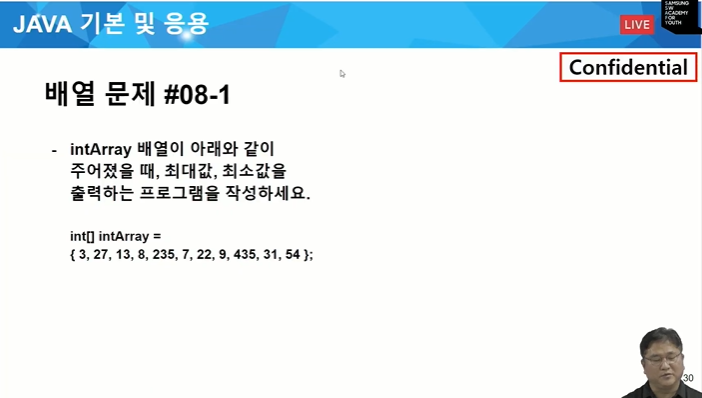 JAVA 기본 및 응용
LIVE
SAMSUNG
SW
ACADEMY
FOR
YOUTH
Confidential
배열 문제 #08-1
- intArray 배열이 아래와 같이
주어졌을 때, 최대값, 최소값을
출력하는 프로그램을 작성하세요.
int[] intArray =
{ 3, 27, 13, 8, 235, 7, 22, 9, 435, 31, 54 };
30